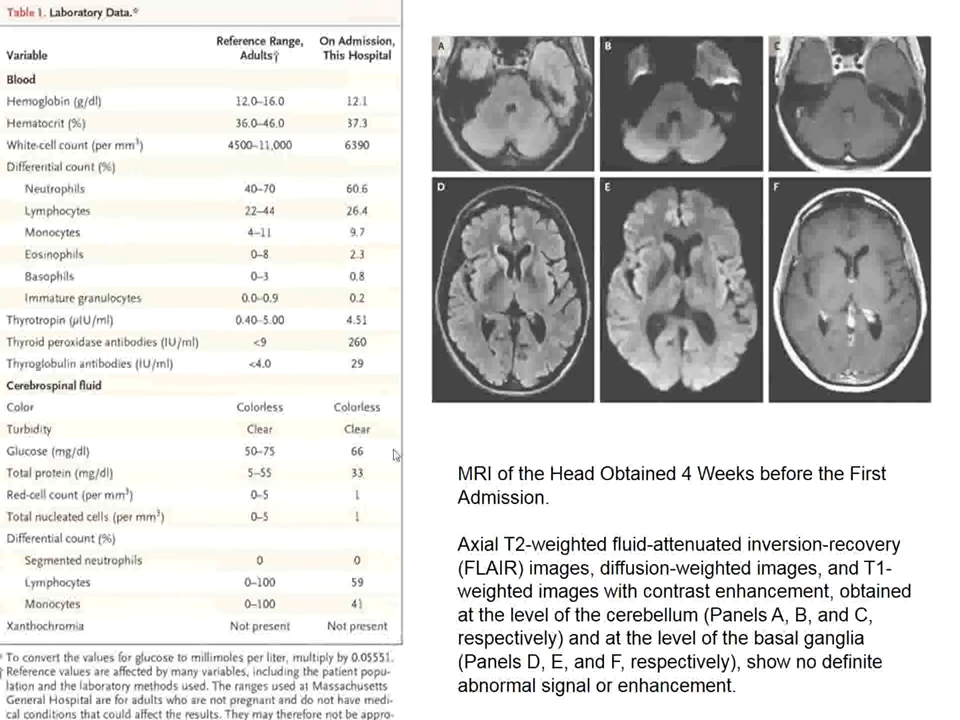 Table 1. Laboratory Data.*
Variable
Reference Range, Adults†
On Admission, This Hospital
Blood
Hemoglobin (g/dl) 12.0–16.0 12.1
Hematocrit (%) 36.0–46.0 37.3
White-cell count (per mm³) 4500–11,000 6390
Differential count (%)
Neutrophils 40–70 60.6
Lymphocytes 22–44 26.4
Monocytes 4–11 9.7
Eosinophils 0–8 2.3
Basophils 0–3 0.8
Immature granulocytes 0.0–0.9 0.2
Thyrotropin (μIU/ml) 0.40–5.00 4.51
Thyroid peroxidase antibodies (IU/ml) <9 260
Thyroglobulin antibodies (IU/ml) <4.0 29
Cerebrospinal fluid
Color Colorless Colorless
Turbidity Clear Clear
Glucose (mg/dl) 50–75 66
Total protein (mg/dl) 5–55 33
Red-cell count (per mm³) 0–5 1
Total nucleated cells (per mm³) 0–5 1
Differential count (%)
Segmented neutrophils 0 0
Lymphocytes 0–100 59
Monocytes 0–100 41
Xanthochromia Not present Not present
* To convert the values for glucose to millimoles per liter, multiply by 0.05551.
† Reference values are affected by many variables, including the patient popu-
lation and the laboratory methods used. The ranges used at Massachusetts
General Hospital are for adults who are not pregnant and do not have medi-
cal conditions that could affect the results. They may therefore not be appro-
A
B
C
D
E
F
MRI of the Head Obtained 4 Weeks before the First
Admission.
Axial T2-weighted fluid-attenuated inversion-recovery
(FLAIR) images, diffusion-weighted images, and T1-
weighted images with contrast enhancement, obtained
at the level of the cerebellum (Panels A, B, and C,
respectively) and at the level of the basal ganglia
(Panels D, E, and F, respectively), show no definite
abnormal signal or enhancement.